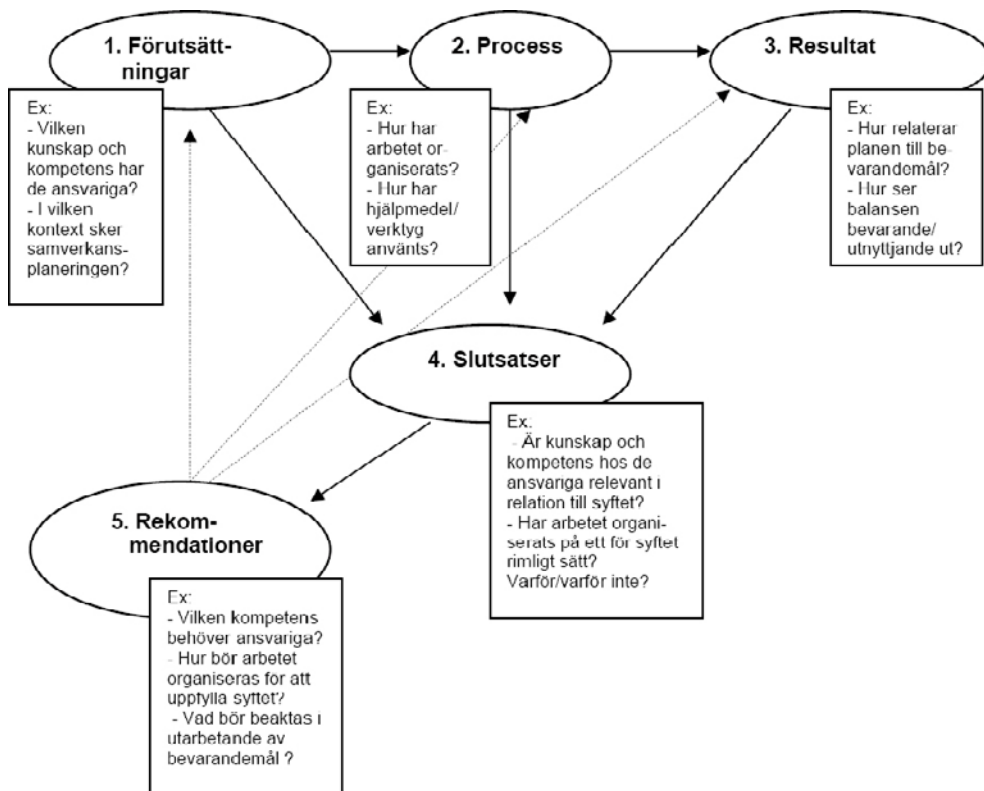 1. Förutsätt-
ningar
Ex:
- Vilken
kunskap och
kompetens har
de ansvariga?
- I vilken
kontext sker
samverkans-
planeringen?
2. Process
Ex:
- Hur har
arbetet or-
ganiserats?
- Hur har
hjälpmedel/
verktyg
använts?
3. Resultat
Ex:
- Hur relaterar
planen till be-
varandemål?
- Hur ser
balansen
bevarande/
utnyttjande ut?
4. Slutsatser
Ex:
- Är kunskap och
kompetens hos de
ansvariga relevant i
relation till syftet?
- Har arbetet organi-
serats på ett för syftet
rimligt sätt?
Varför/varför inte?
5. Rekom-
mendationer
Ex:
- Vilken kompetens
behöver ansvariga?
- Hur bör arbetet
organiseras för att
uppfylla syftet?
- Vad bör beaktas i
utarbetande av
bevarandemål ?